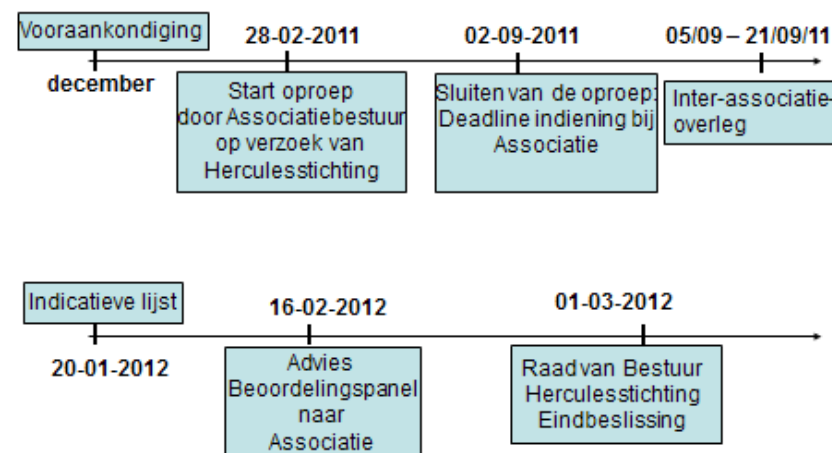 Vooraankondiging
28-02-2011
02-09-2011
05/09 – 21/09/11
december
Start oproep
door Associatiebestuur
op verzoek van
Herculesstichting
Sluiten van de oproep:
Deadline indiening bij
Associatie
Inter-associatie-
overleg
Indicatieve lijst
16-02-2012
01-03-2012
20-01-2012
Advies
Beoordelingspanel
naar
Associatie
Raad van Bestuur
Herculesstichting
Eindbeslissing